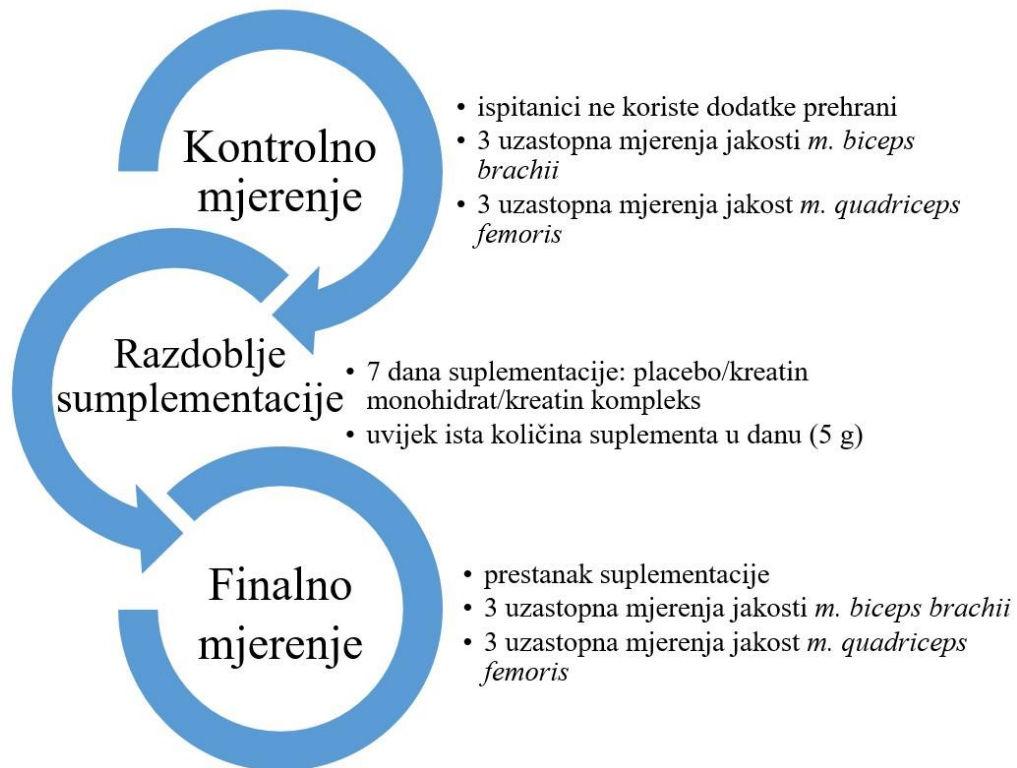 Kontrolno
mjerenje
• ispitanici ne koriste dodatke prehrani
• 3 uzastopna mjerenja jakosti m. biceps
brachii
• 3 uzastopna mjerenja jakost m. quadriceps
femoris
Razdoblje
sumplementacije
• 7 dana suplementacije: placebo/kreatin
monohidrat/kreatin kompleks
• uvijek ista količina suplementa u danu (5 g)
Finalno
mjerenje
• prestanak suplementacije
• 3 uzastopna mjerenja jakosti m. biceps brachii
• 3 uzastopna mjerenja jakost m. quadriceps
femoris